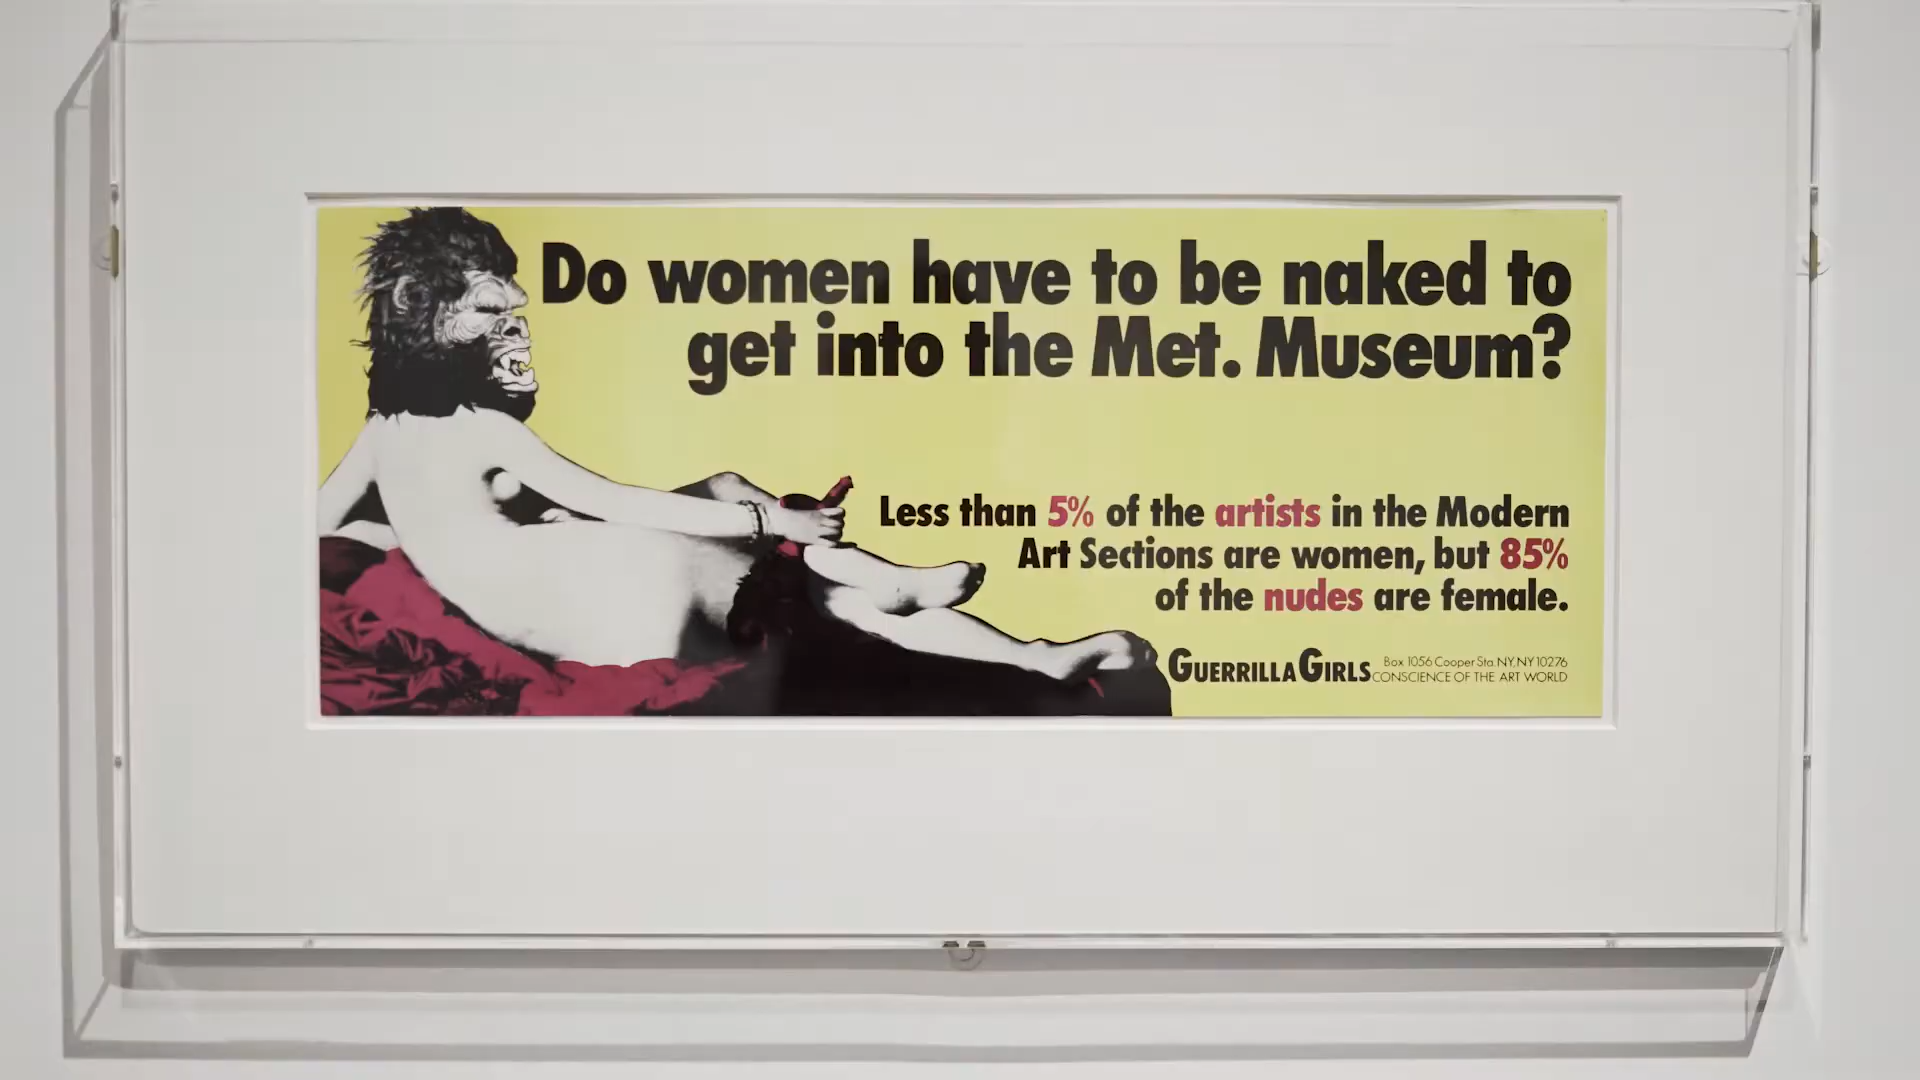 Do women have to be naked to
get into the Met. Museum?
Less than 5% of the artists in the Modern
Art Sections are women, but 85%
of the nudes are female.
GUERRILLA GIRLS Box 1056 Cooper Sta. NY, NY 10276
CONSCIENCE OF THE ART WORLD